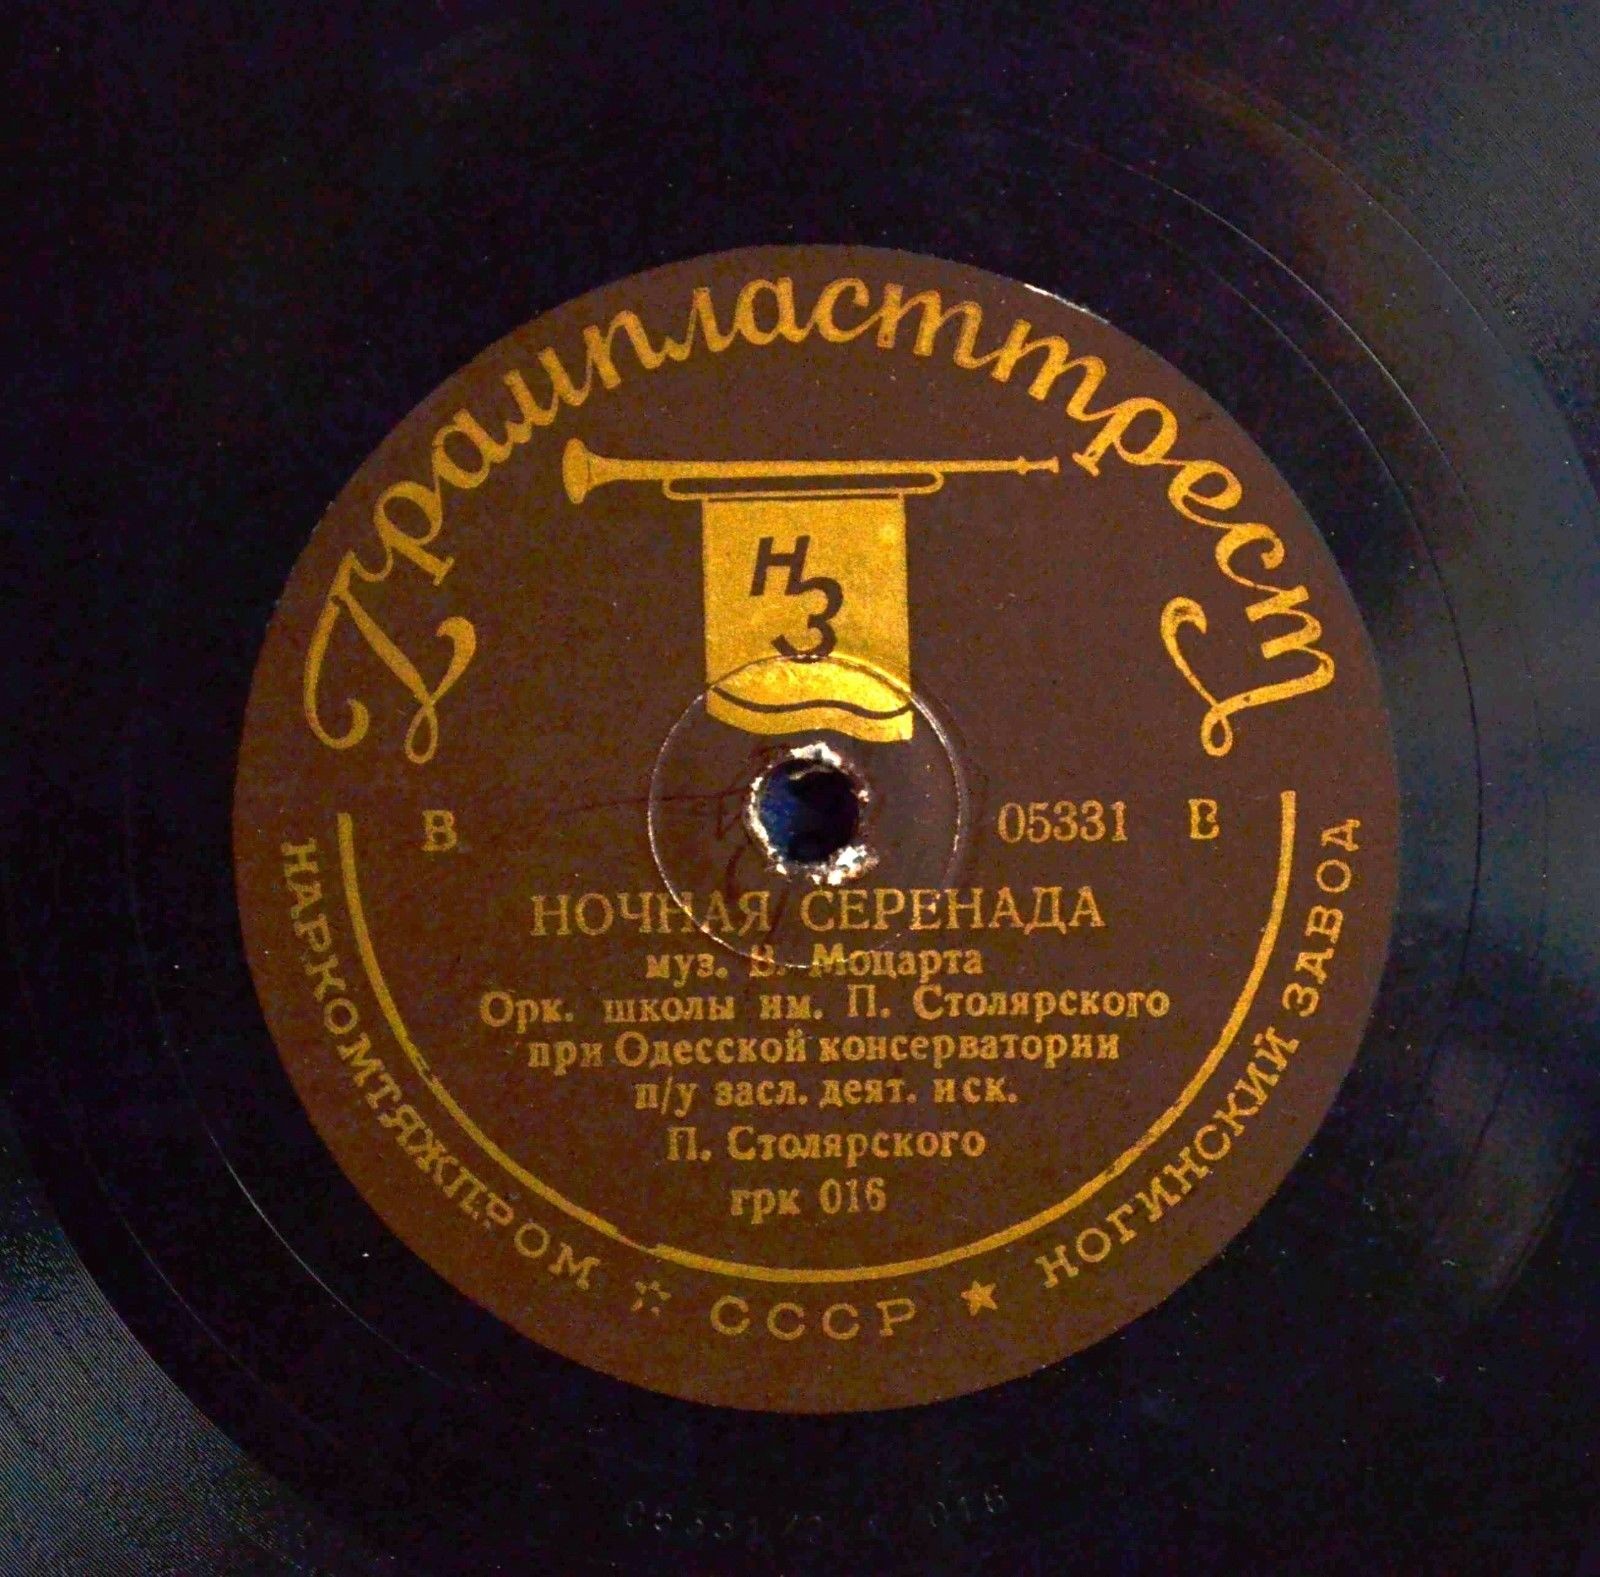 Грампласттрест
НЗ
В 05331 В
НОЧНАЯ СЕРЕНАДА
муз. В. Моцарта
Орк. школы им. П. Столярского
при Одесской консерватории
п/у засл. деят. иск.
П. Столярского
грк 016
НАРКОМТЯЖПРОМ ☆ СССР ★ НОГИНСКИЙ ЗАВОД
016